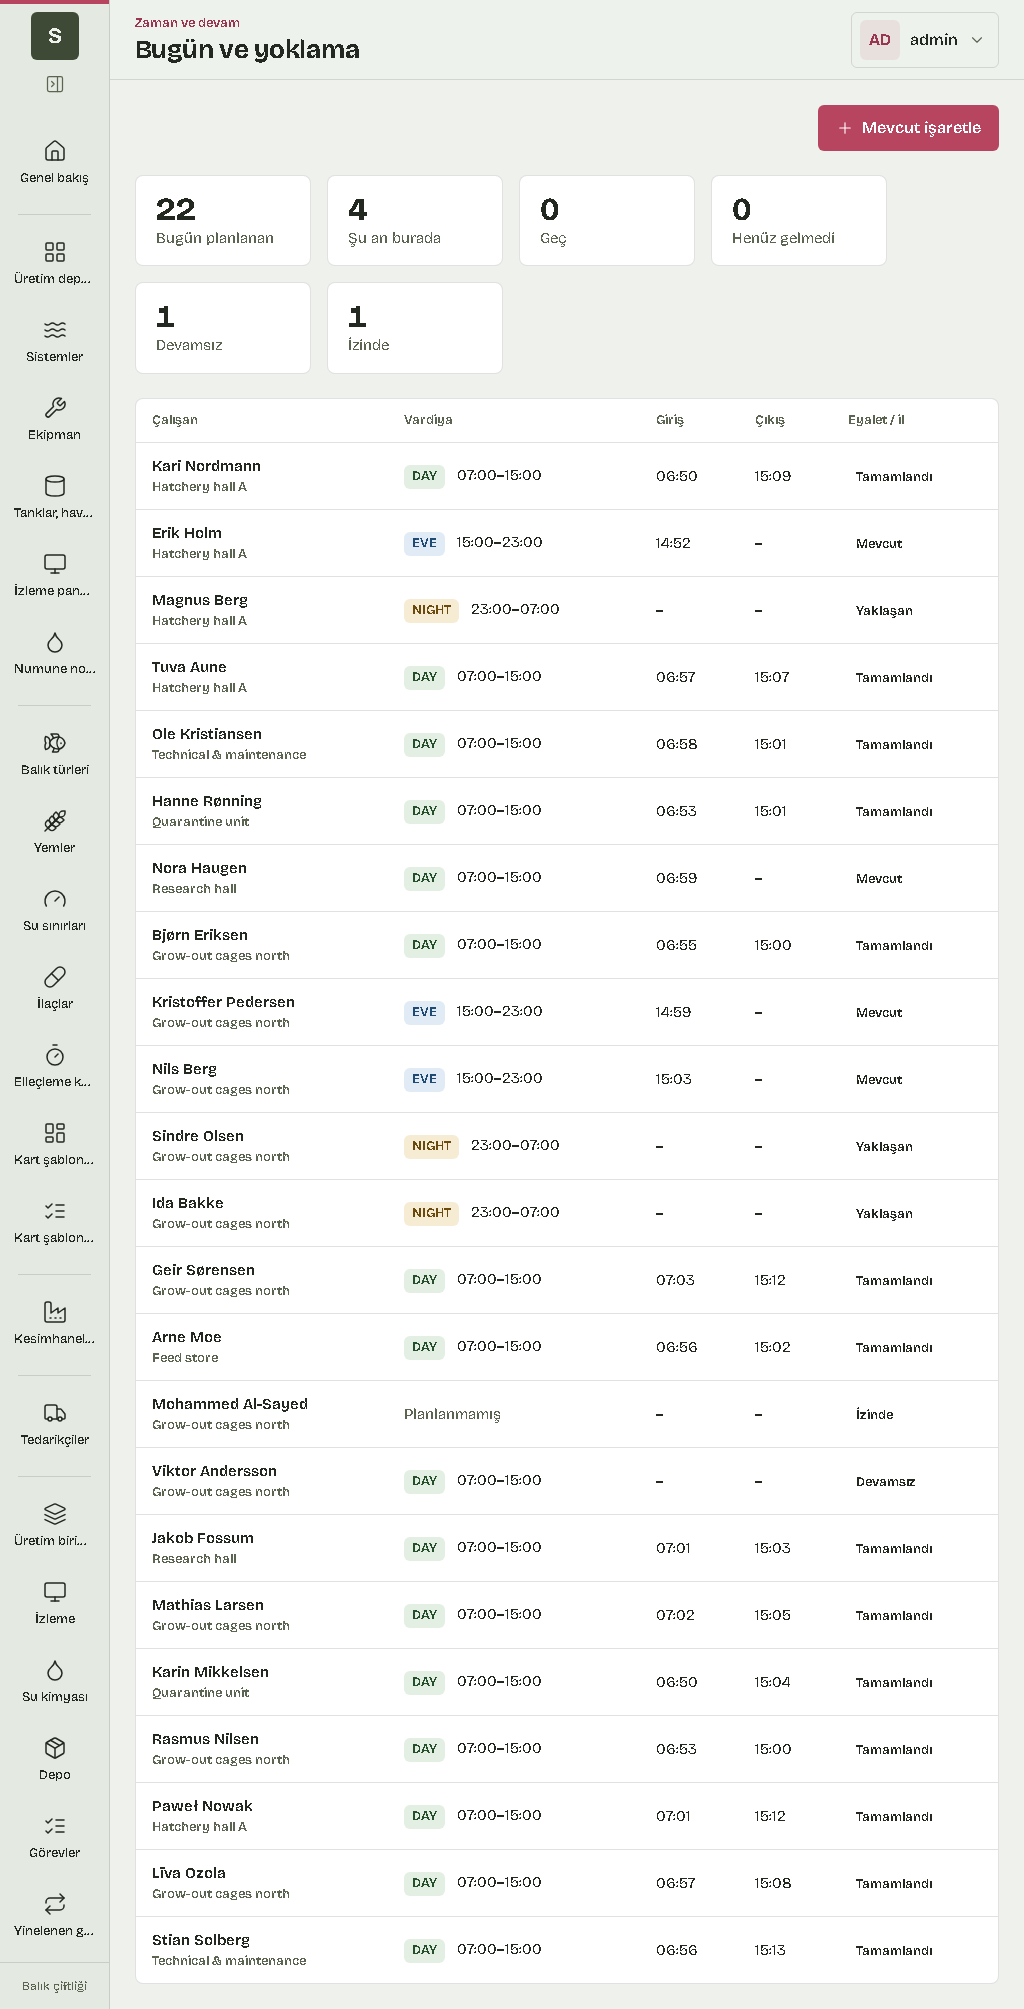 S
Genel bakış
Üretim dep...
Sistemler
Ekipman
Tanklar, hav...
İzleme pan...
Numune no...
Balık türleri
Yemler
Su sınırları
İlaçlar
Elleçleme k...
Kart şablon...
Kart şablon...
Kesimhanel...
Tedarikçiler
Üretim biri...
İzleme
Su kimyası
Depo
Görevler
Yinelenen g...
Balık çiftliği
Zaman ve devam
Bugün ve yoklama
AD admin
+ Mevcut işaretle
22
Bugün planlanan
4
Şu an burada
0
Geç
0
Henüz gelmedi
1
Devamsız
1
İzinde
Çalışan Vardiya Giriş Çıkış Eyalet / il
Kari Nordmann
Hatchery hall A
DAY 07:00–15:00 06:50 15:09 Tamamlandı
Erik Holm
Hatchery hall A
EVE 15:00–23:00 14:52 – Mevcut
Magnus Berg
Hatchery hall A
NIGHT 23:00–07:00 – – Yaklaşan
Tuva Aune
Hatchery hall A
DAY 07:00–15:00 06:57 15:07 Tamamlandı
Ole Kristiansen
Technical & maintenance
DAY 07:00–15:00 06:58 15:01 Tamamlandı
Hanne Rønning
Quarantine unit
DAY 07:00–15:00 06:53 15:01 Tamamlandı
Nora Haugen
Research hall
DAY 07:00–15:00 06:59 – Mevcut
Bjørn Eriksen
Grow-out cages north
DAY 07:00–15:00 06:55 15:00 Tamamlandı
Kristoffer Pedersen
Grow-out cages north
EVE 15:00–23:00 14:59 – Mevcut
Nils Berg
Grow-out cages north
EVE 15:00–23:00 15:03 – Mevcut
Sindre Olsen
Grow-out cages north
NIGHT 23:00–07:00 – – Yaklaşan
Ida Bakke
Grow-out cages north
NIGHT 23:00–07:00 – – Yaklaşan
Geir Sørensen
Grow-out cages north
DAY 07:00–15:00 07:03 15:12 Tamamlandı
Arne Moe
Feed store
DAY 07:00–15:00 06:56 15:02 Tamamlandı
Mohammed Al-Sayed
Grow-out cages north
Planlanmamış – – İzinde
Viktor Andersson
Grow-out cages north
DAY 07:00–15:00 – – Devamsız
Jakob Fossum
Research hall
DAY 07:00–15:00 07:01 15:03 Tamamlandı
Mathias Larsen
Grow-out cages north
DAY 07:00–15:00 07:02 15:05 Tamamlandı
Karin Mikkelsen
Quarantine unit
DAY 07:00–15:00 06:50 15:04 Tamamlandı
Rasmus Nilsen
Grow-out cages north
DAY 07:00–15:00 06:53 15:00 Tamamlandı
Paweł Nowak
Hatchery hall A
DAY 07:00–15:00 07:01 15:12 Tamamlandı
Līva Ozola
Grow-out cages north
DAY 07:00–15:00 06:57 15:08 Tamamlandı
Stian Solberg
Technical & maintenance
DAY 07:00–15:00 06:56 15:13 Tamamlandı